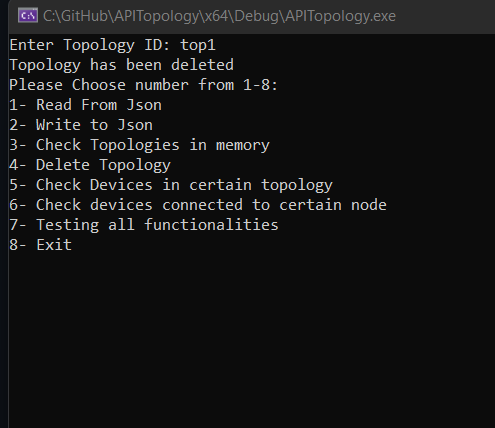 C:\GitHub\APITopology\x64\Debug\APITopology.exe
Enter Topology ID: top1
Topology has been deleted
Please Choose number from 1-8:
1- Read From Json
2- Write to Json
3- Check Topologies in memory
4- Delete Topology
5- Check Devices in certain topology
6- Check devices connected to certain node
7- Testing all functionalities
8- Exit